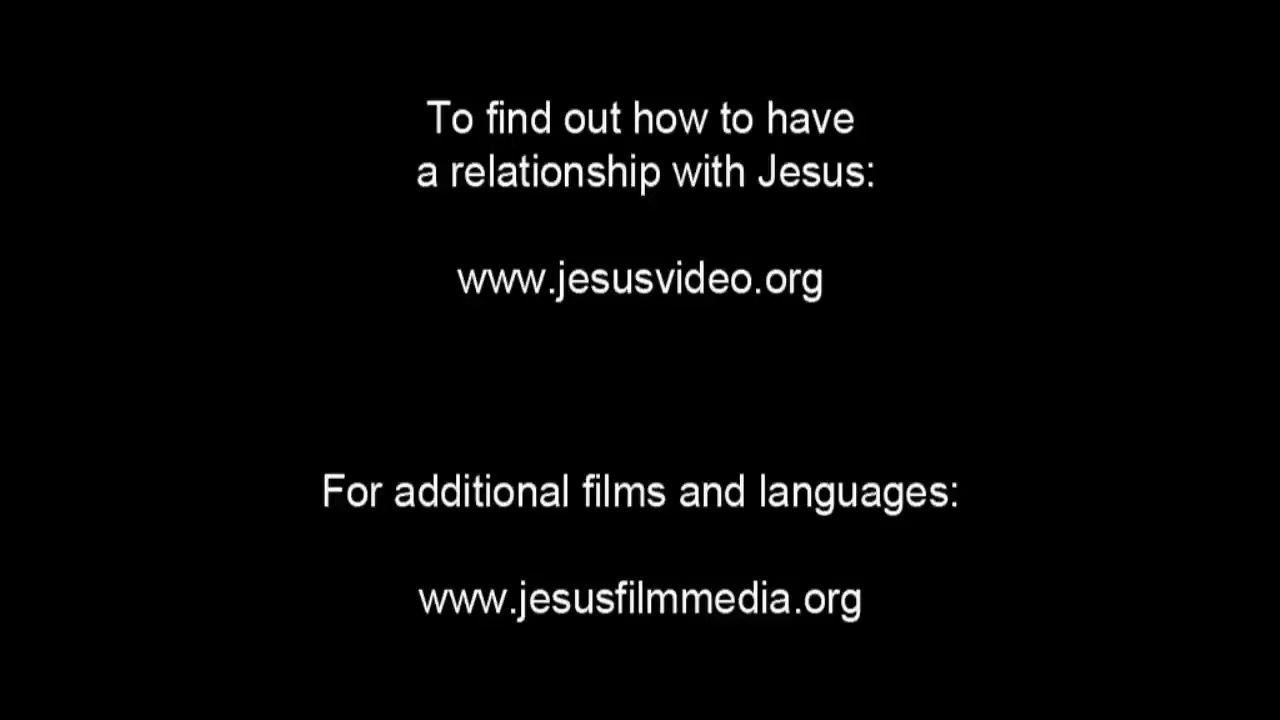 To find out how to have
a relationship with Jesus:
www.jesusvideo.org
For additional films and languages:
www.jesusfilmmedia.org